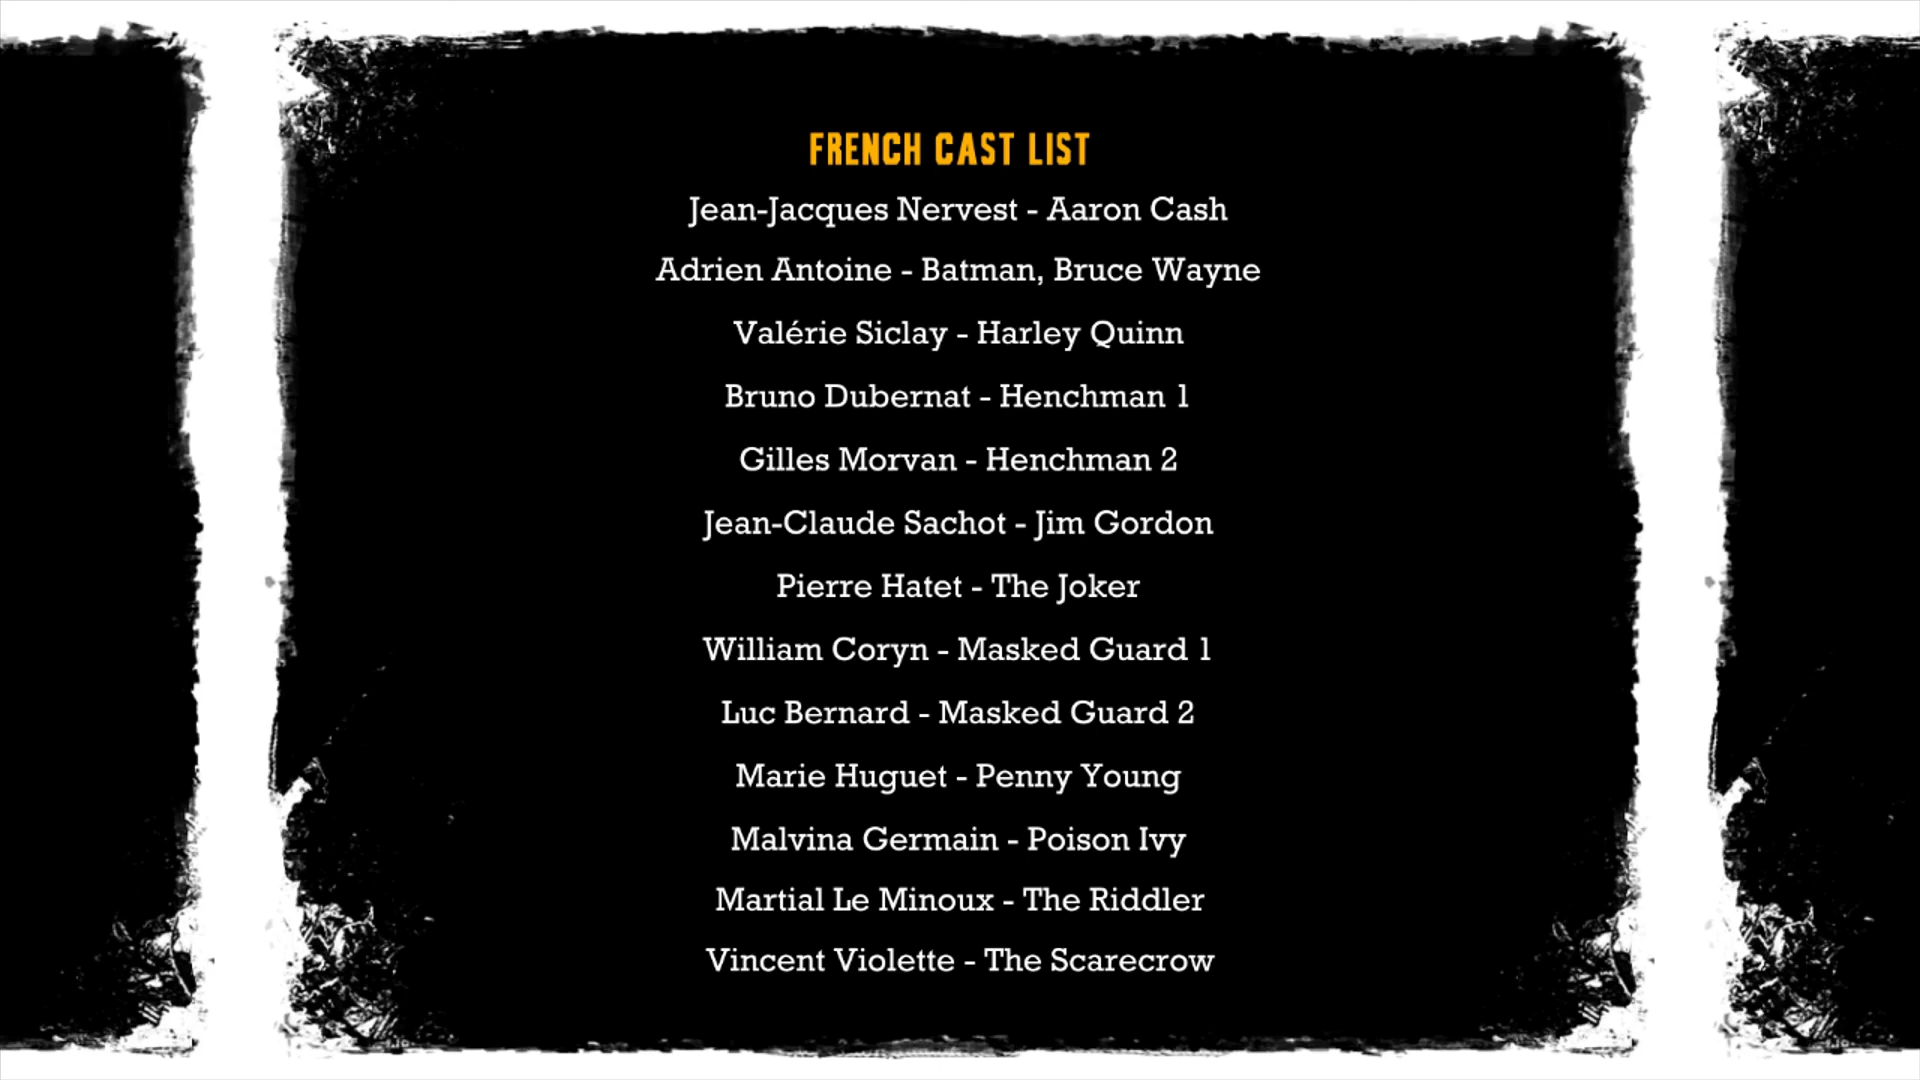 FRENCH CAST LIST
Jean-Jacques Nervest - Aaron Cash
Adrien Antoine - Batman, Bruce Wayne
Valérie Siclay - Harley Quinn
Bruno Dubernat - Henchman 1
Gilles Morvan - Henchman 2
Jean-Claude Sachot - Jim Gordon
Pierre Hatet - The Joker
William Coryn - Masked Guard 1
Luc Bernard - Masked Guard 2
Marie Huguet - Penny Young
Malvina Germain - Poison Ivy
Martial Le Minoux - The Riddler
Vincent Violette - The Scarecrow